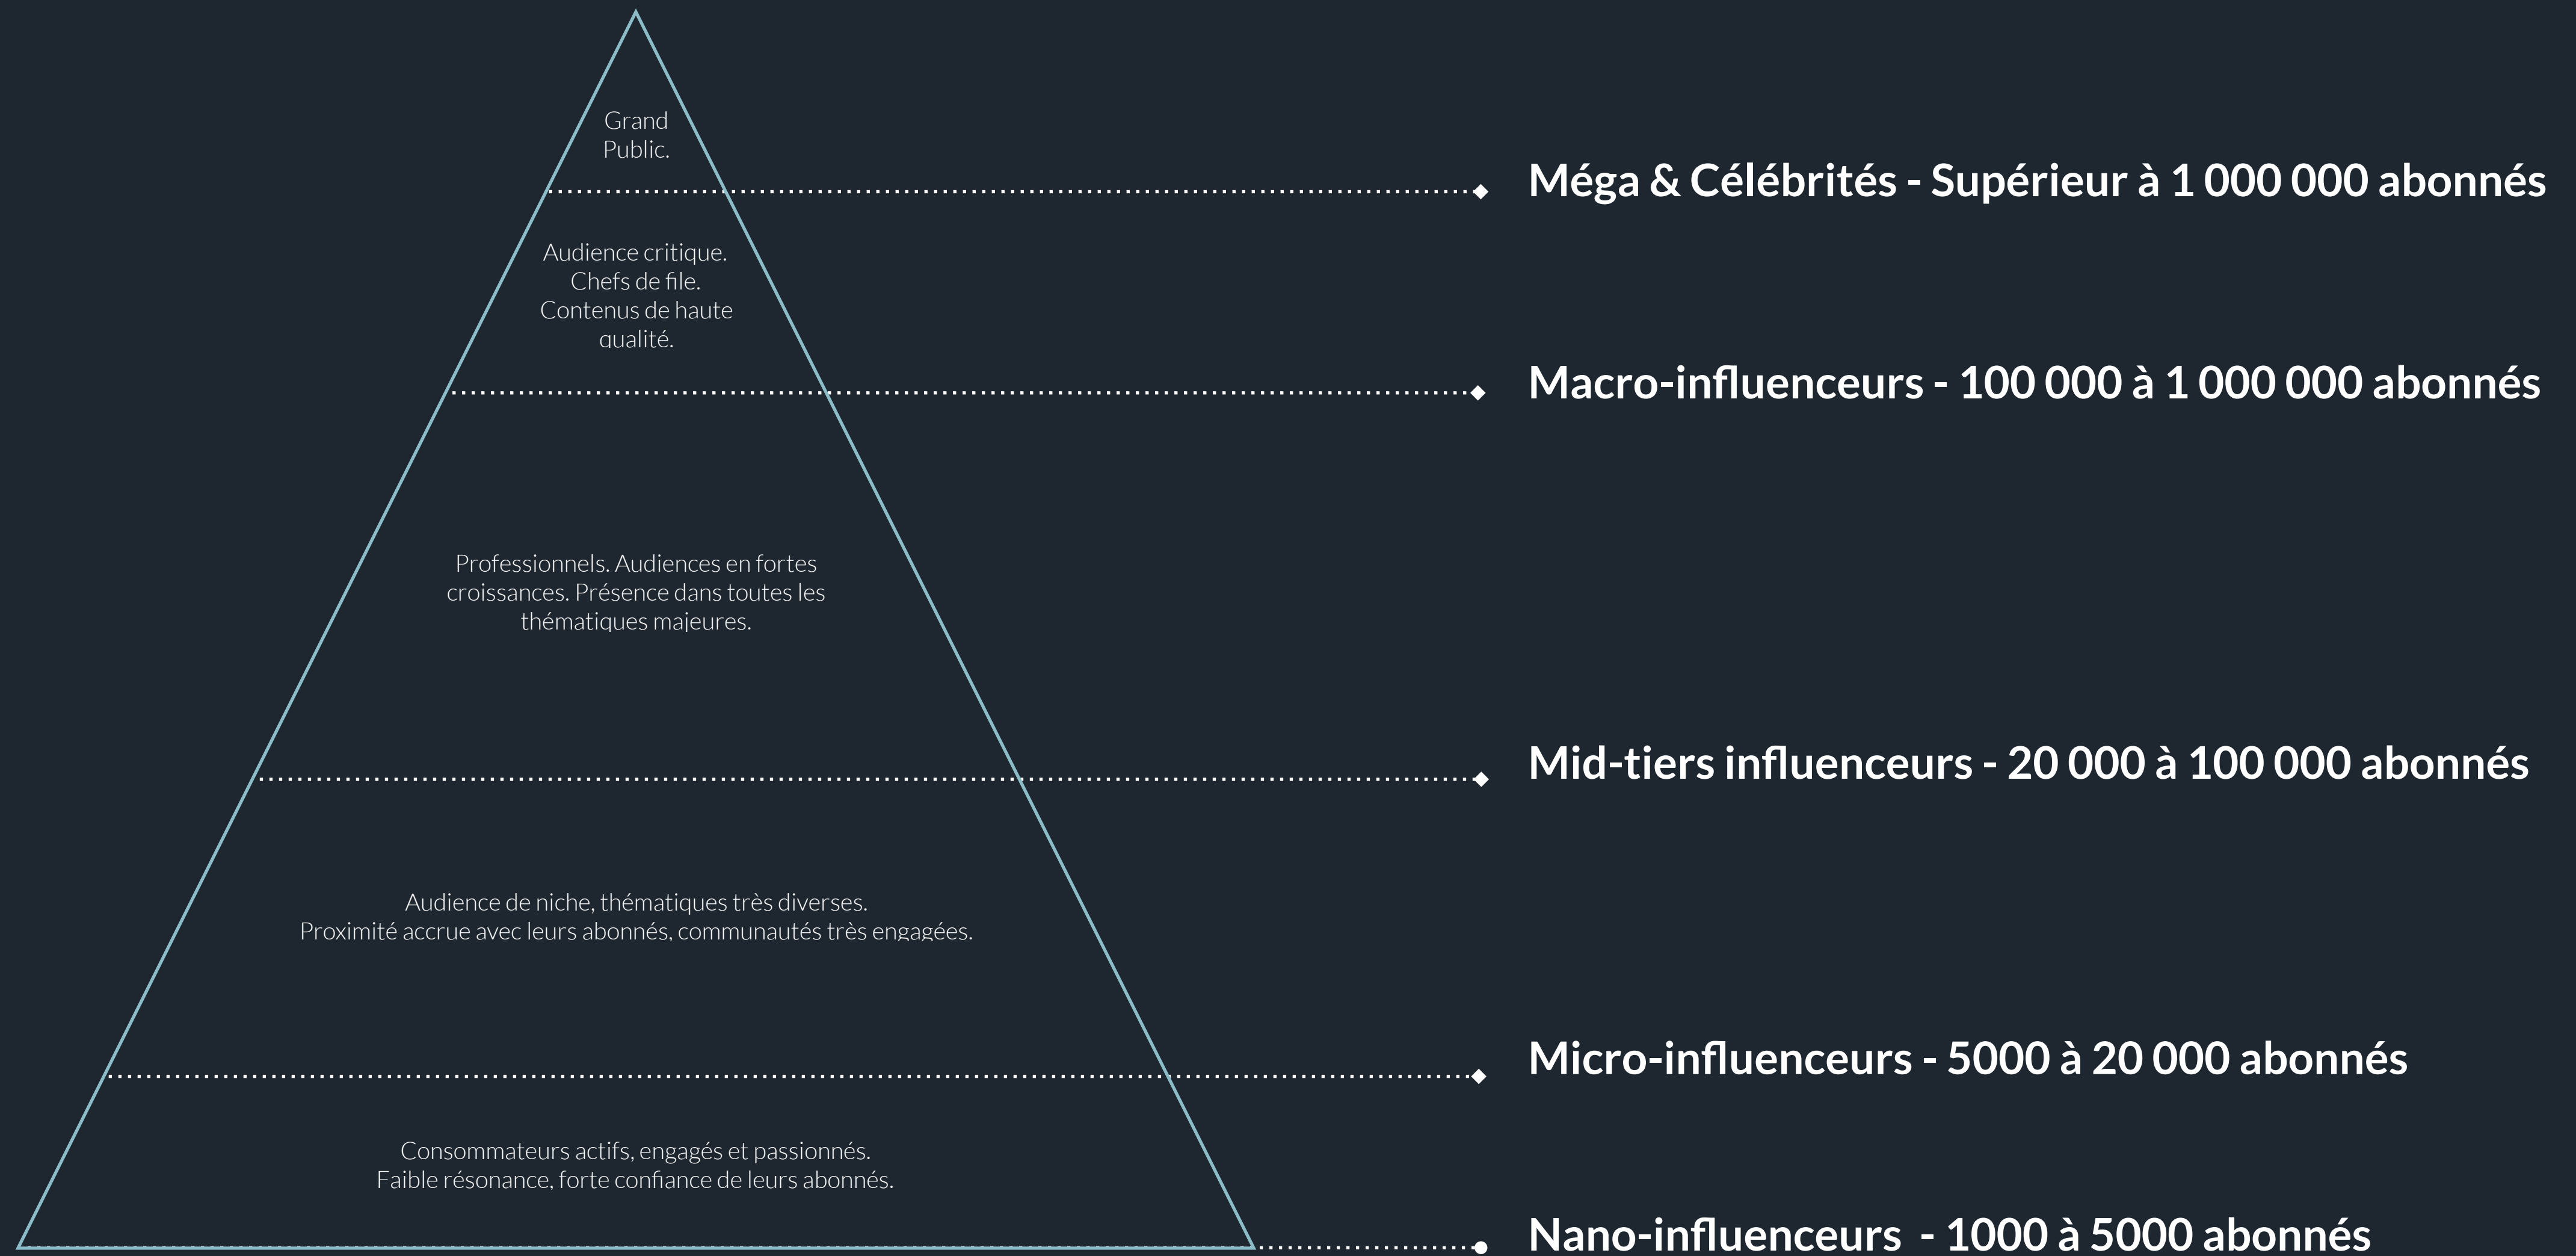 Grand
Public.
Méga & Célébrités - Supérieur à 1 000 000 abonnés
Audience critique.
Chefs de file.
Contenus de haute
qualité.
Macro-influenceurs - 100 000 à 1 000 000 abonnés
Professionnels. Audiences en fortes
croissances. Présence dans toutes les
thématiques majeures.
Mid-tiers influenceurs - 20 000 à 100 000 abonnés
Audience de niche, thématiques très diverses.
Proximité accrue avec leurs abonnés, communautés très engagées.
Micro-influenceurs - 5000 à 20 000 abonnés
Consommateurs actifs, engagés et passionnés.
Faible résonance, forte confiance de leurs abonnés.
Nano-influenceurs - 1000 à 5000 abonnés